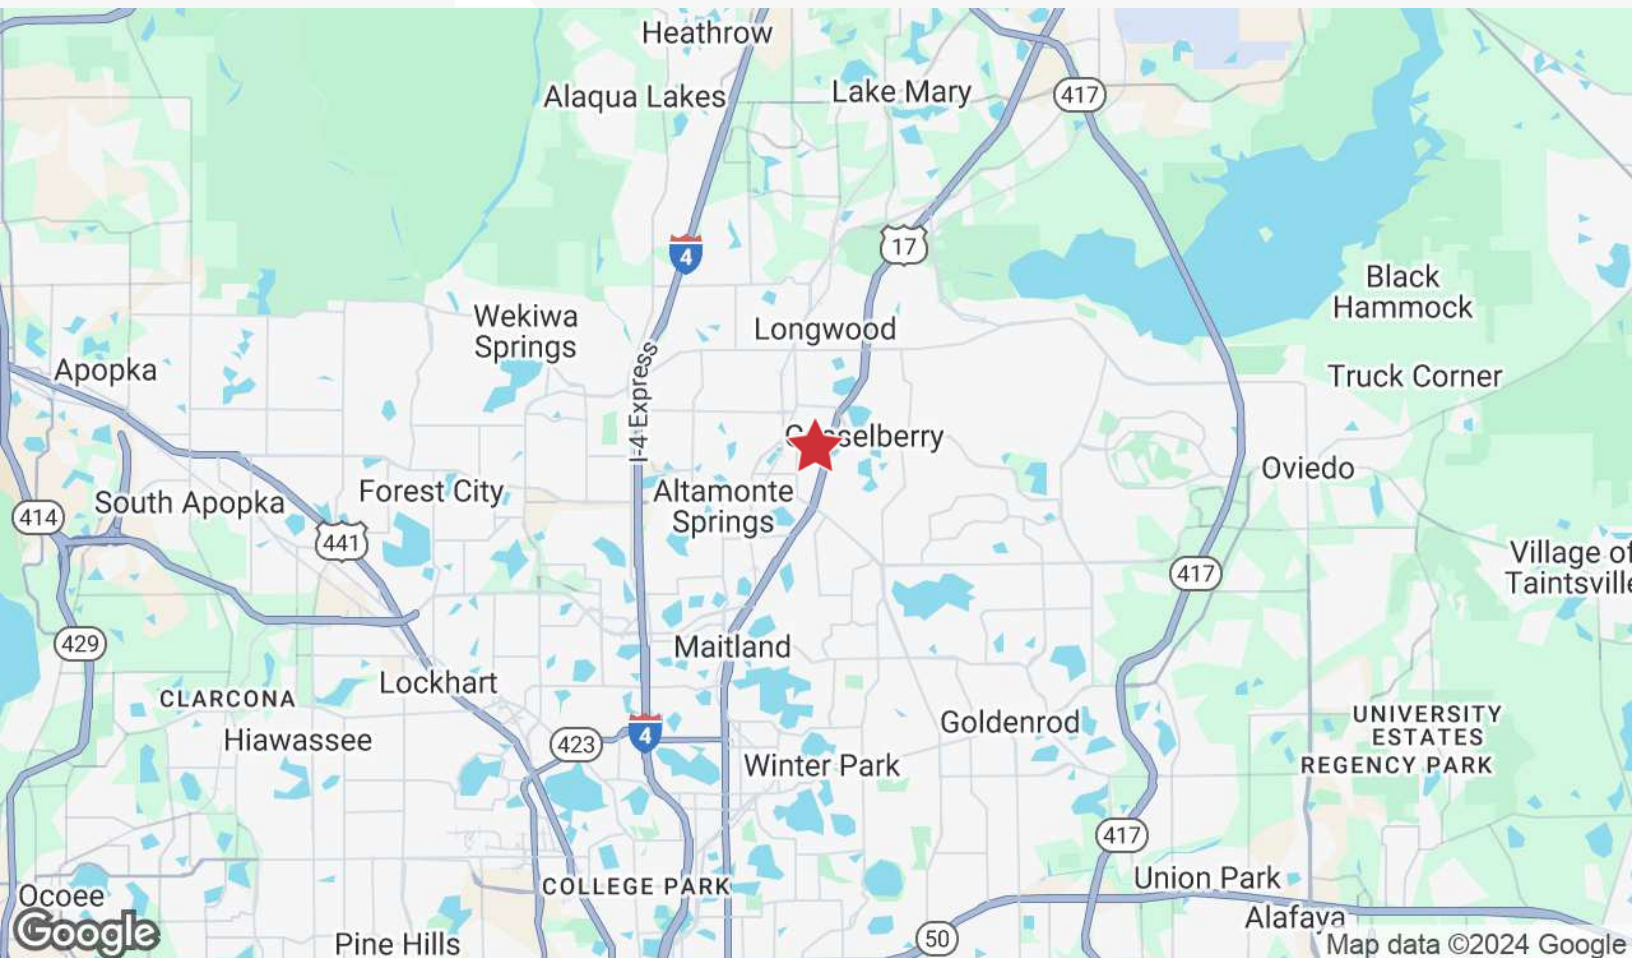 Heathrow
Alaqua Lakes
Lake Mary
417
17
4
Black
Hammock
Wekiwa
Springs
Longwood
I-4 Express
Apopka
Truck Corner
Casselberry
Oviedo
Forest City
Altamonte
Springs
South Apopka
414
441
Village of
Taintsville
417
429
Maitland
Lockhart
CLARCONA
Hiawassee
423
4
Goldenrod
UNIVERSITY
ESTATES
REGENCY PARK
Winter Park
417
COLLEGE PARK
Union Park
Ocoee
Alafaya
Google
Pine Hills
50
Map data ©2024 Google